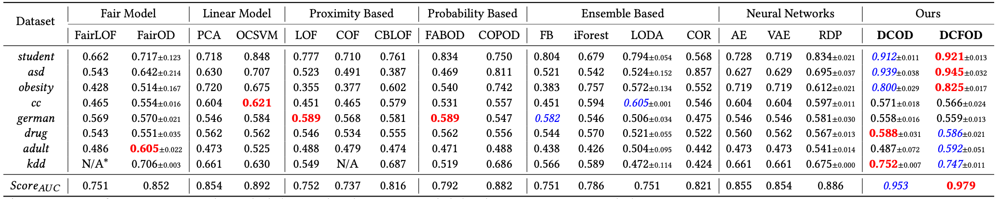 Dataset Fair Model Linear Model Proximity Based Probability Based Ensemble Based Neural Networks Ours
FairLOF FairOD PCA OCSVM LOF COF CBLOF FABOD COPOD FB iForest LODA COR AE VAE RDP DCOD DCFOD
student 0.662 0.717±0.123 0.718 0.848 0.777 0.710 0.761 0.834 0.750 0.804 0.679 0.794±0.054 0.568 0.728 0.719 0.834±0.021 0.912±0.011 0.921±0.013
asd 0.543 0.642±0.214 0.630 0.707 0.523 0.491 0.387 0.469 0.811 0.521 0.542 0.524±0.152 0.857 0.627 0.629 0.695±0.037 0.939±0.038 0.945±0.032
obesity 0.428 0.514±0.167 0.720 0.675 0.355 0.377 0.602 0.540 0.742 0.383 0.757 0.572±0.134 0.552 0.719 0.719 0.612±0.021 0.800±0.029 0.825±0.017
cc 0.465 0.554±0.016 0.604 0.621 0.451 0.465 0.579 0.531 0.557 0.451 0.594 0.605±0.001 0.546 0.604 0.604 0.597±0.011 0.571±0.018 0.566±0.024
german 0.569 0.570±0.021 0.546 0.584 0.589 0.568 0.581 0.589 0.547 0.582 0.546 0.506±0.034 0.475 0.546 0.546 0.581±0.030 0.558±0.016 0.559±0.013
drug 0.543 0.551±0.035 0.562 0.562 0.546 0.534 0.555 0.562 0.556 0.544 0.570 0.521±0.055 0.522 0.560 0.562 0.567±0.013 0.588±0.031 0.586±0.021
adult 0.486 0.605±0.022 0.473 0.525 0.488 0.479 0.474 0.471 0.488 0.438 0.426 0.504±0.095 0.442 0.473 0.473 0.541±0.014 0.487±0.072 0.592±0.051
kdd N/A* 0.706±0.003 0.661 0.630 0.549 N/A 0.687 0.519 0.686 0.566 0.589 0.472±0.114 0.424 0.661 0.661 0.675±0.000 0.752±0.007 0.747±0.011
Score_AUC 0.751 0.852 0.854 0.892 0.752 0.737 0.816 0.792 0.882 0.751 0.786 0.751 0.821 0.855 0.854 0.886 0.953 0.979